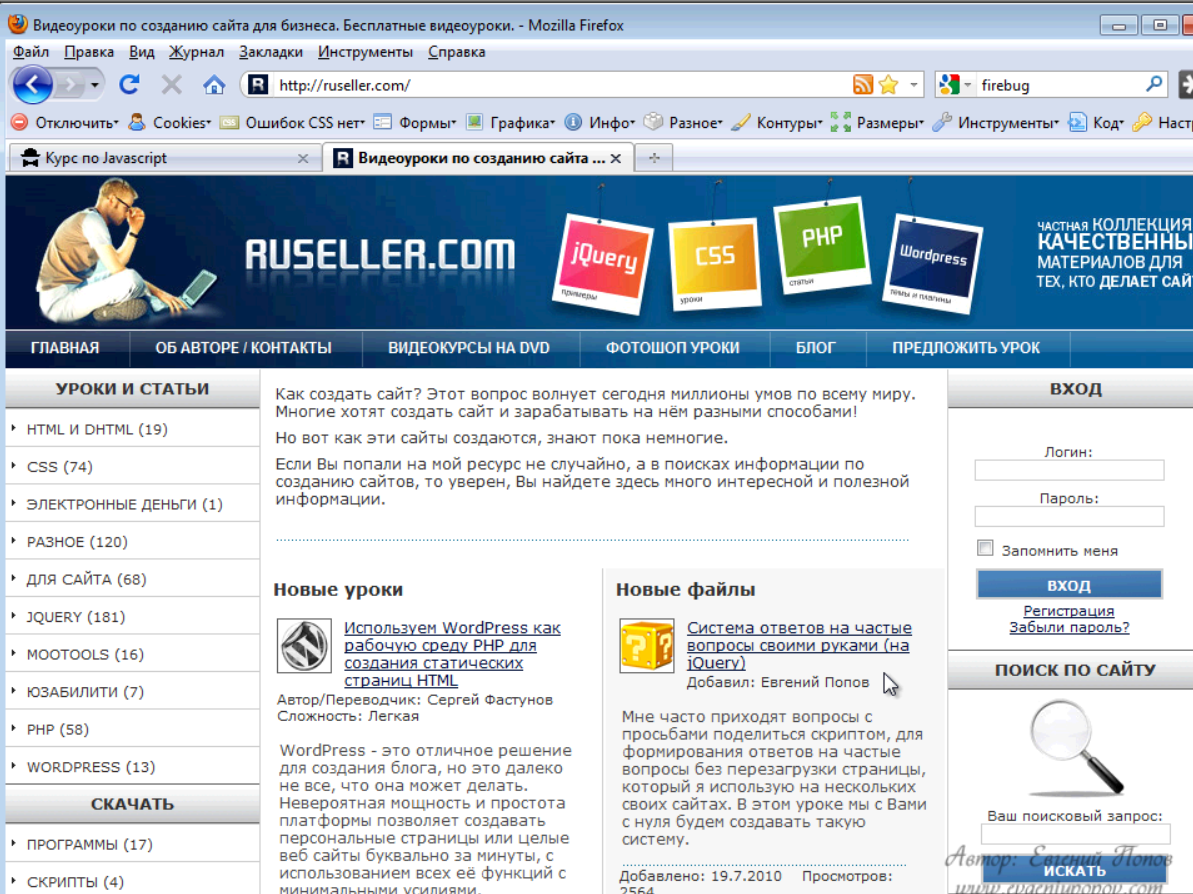 Видеоуроки по созданию сайта для бизнеса. Бесплатные видеоуроки. - Mozilla Firefox
Файл Правка Вид Журнал Закладки Инструменты Справка
http://ruseller.com/
firebug
Отключить Cookies Ошибок CSS нет Формы Графика Инфо Разное Контуры Размеры Инструменты Код Наст
Курс по Javascript
Видеоуроки по созданию сайта ...
RUSELLER.COM
jQuery
примеры
CSS
уроки
PHP
статьи
Wordpress
темы и плагины
ЧАСТНАЯ КОЛЛЕКЦИЯ
КАЧЕСТВЕННЫ
МАТЕРИАЛОВ ДЛЯ
ТЕХ, КТО ДЕЛАЕТ САЙ
ГЛАВНАЯ
ОБ АВТОРЕ / КОНТАКТЫ
ВИДЕОКУРСЫ НА DVD
ФОТОШОП УРОКИ
БЛОГ
ПРЕДЛОЖИТЬ УРОК
УРОКИ И СТАТЬИ
HTML И DHTML (19)
CSS (74)
ЭЛЕКТРОННЫЕ ДЕНЬГИ (1)
РАЗНОЕ (120)
ДЛЯ САЙТА (68)
JQUERY (181)
MOOTOOLS (16)
ЮЗАБИЛИТИ (7)
PHP (58)
WORDPRESS (13)
СКАЧАТЬ
ПРОГРАММЫ (17)
СКРИПТЫ (4)
Как создать сайт? Этот вопрос волнует сегодня миллионы умов по всему миру.
Многие хотят создать сайт и зарабатывать на нём разными способами!
Но вот как эти сайты создаются, знают пока немногие.
Если Вы попали на мой ресурс не случайно, а в поисках информации по
созданию сайтов, то уверен, Вы найдете здесь много интересной и полезной
информации.
Новые уроки
Используем WordPress как
рабочую среду PHP для
создания статических
страниц HTML
Автор/Переводчик: Сергей Фастунов
Сложность: Легкая
WordPress - это отличное решение
для создания блога, но это далеко
не все, что она может делать.
Невероятная мощность и простота
платформы позволяет создавать
персональные страницы или целые
веб сайты буквально за минуты, с
использованием всех её функций с
минимальными усилиями.
Новые файлы
Система ответов на частые
вопросы своими руками (на
jQuery)
Добавил: Евгений Попов
Мне часто приходят вопросы с
просьбами поделиться скриптом, для
формирования ответов на частые
вопросы без перезагрузки страницы,
который я использую на нескольких
своих сайтах. В этом уроке мы с Вами
с нуля будем создавать такую
систему.
Добавлено: 19.7.2010 Просмотров:
2564
ВХОД
Логин:
Пароль:
Запомнить меня
ВХОД
Регистрация
Забыли пароль?
ПОИСК ПО САЙТУ
Ваш поисковый запрос:
ИСКАТЬ
Автор: Евгений Попов
www.evgeniypopov.com